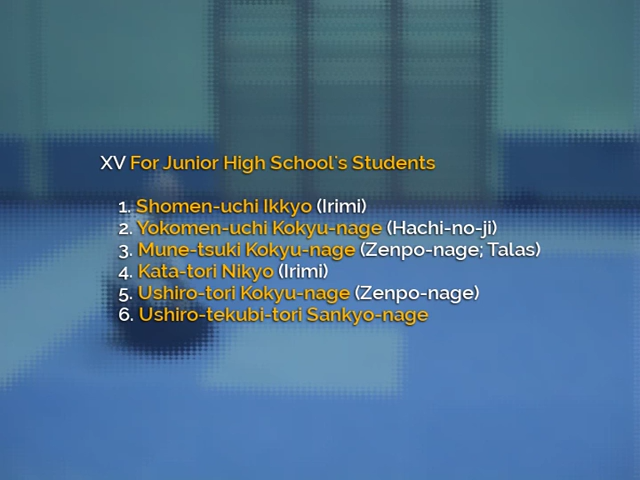 XV For Junior High School`s Students
1. Shomen-uchi Ikkyo (Irimi)
2. Yokomen-uchi Kokyu-nage (Hachi-no-ji)
3. Mune-tsuki Kokyu-nage (Zenpo-nage; Talas)
4. Kata-tori Nikyo (Irimi)
5. Ushiro-tori Kokyu-nage (Zenpo-nage)
6. Ushiro-tekubi-tori Sankyo-nage